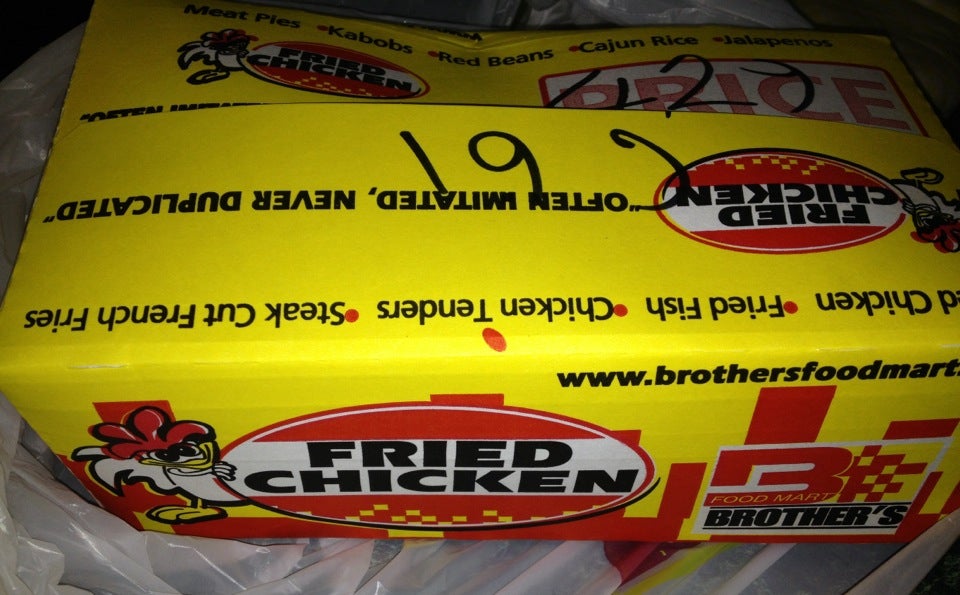 Meat Pies •Kabobs •Red Beans •Cajun Rice •Jalapenos
FRIED
CHICKEN
PRICE
422
"OFTEN IMITATED, NEVER DUPLICATED"
FRIED
CHICKEN
Chicken •Fried Fish •Chicken Tenders •Steak Cut French Fries
www.brothersfoodmart
FRIED
CHICKEN
B
FOOD MART
BROTHER'S